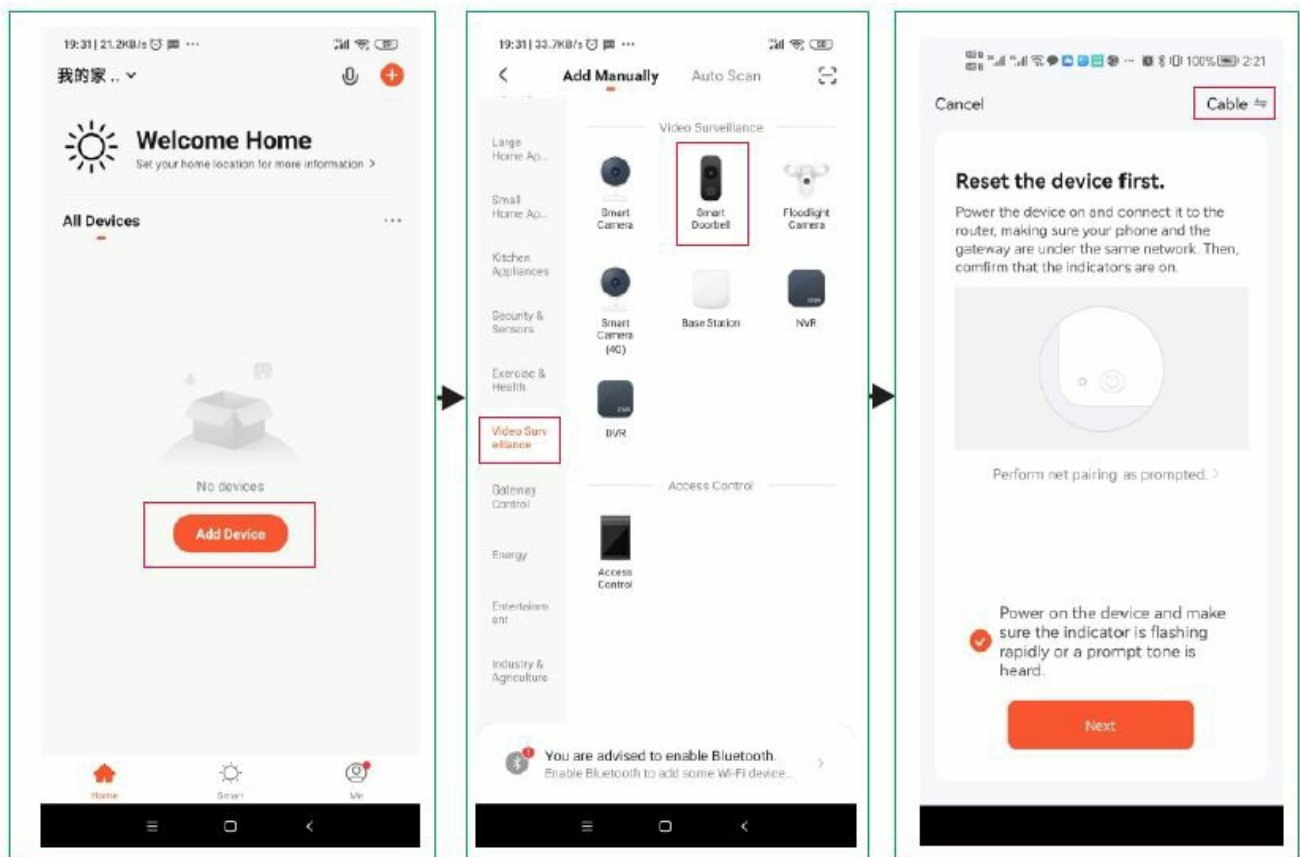 19:31 | 21.2KB/s
我的家 .. 
Welcome Home
Set your home location for more information >
All Devices
No devices
Add Device
Home
Smart
Me
19:31 | 33.7KB/s
Add Manually
Auto Scan
Large
Home Ap...
Small
Home Ap...
Kitchen
Appliances
Security &
Sensors
Exercise &
Health
Video Surv
eillance
Gateway
Control
Energy
Entertainm
ent
Industry &
Agriculture
Video Surveillance
Smart
Camera
Smart
Doorbell
Floodlight
Camera
Smart
Camera
(4G)
Base Station
NVR
DVR
Access Control
Access
Control
You are advised to enable Bluetooth.
Enable Bluetooth to add some Wi-Fi device...
100% 2:21
Cancel
Cable
Reset the device first.
Power the device on and connect it to the
router, making sure your phone and the
gateway are under the same network. Then,
comfirm that the indicators are on.
Perform net pairing as prompted. >
Power on the device and make
sure the indicator is flashing
rapidly or a prompt tone is
heard.
Next